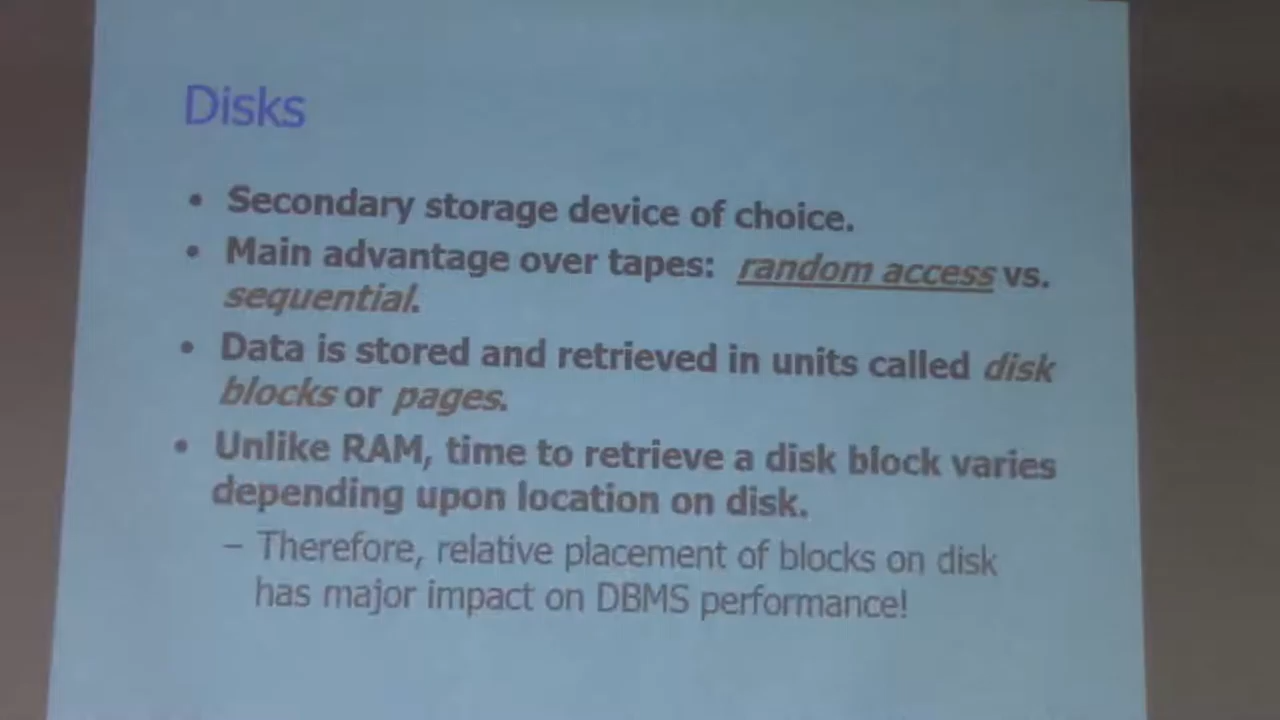 Disks
• Secondary storage device of choice.
• Main advantage over tapes: random access vs.
sequential.
• Data is stored and retrieved in units called disk
blocks or pages.
• Unlike RAM, time to retrieve a disk block varies
depending upon location on disk.
– Therefore, relative placement of blocks on disk
has major impact on DBMS performance!